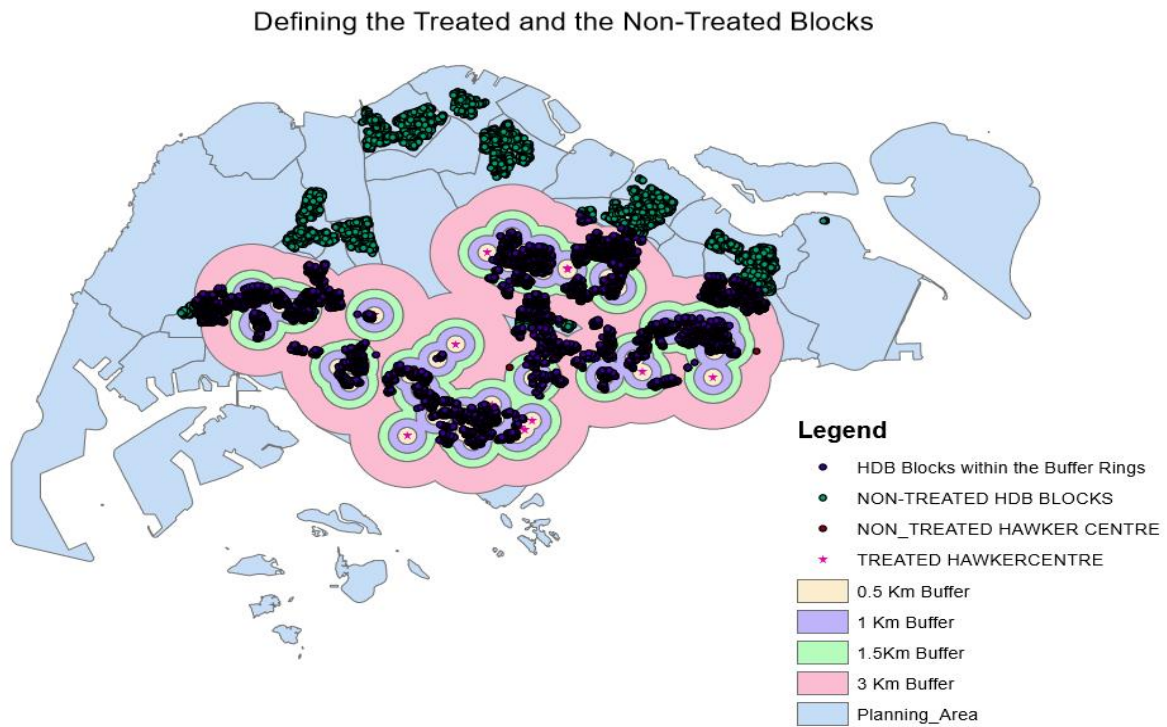 Defining the Treated and the Non-Treated Blocks
Legend
HDB Blocks within the Buffer Rings
NON-TREATED HDB BLOCKS
NON_TREATED HAWKER CENTRE
TREATED HAWKERCENTRE
0.5 Km Buffer
1 Km Buffer
1.5Km Buffer
3 Km Buffer
Planning_Area